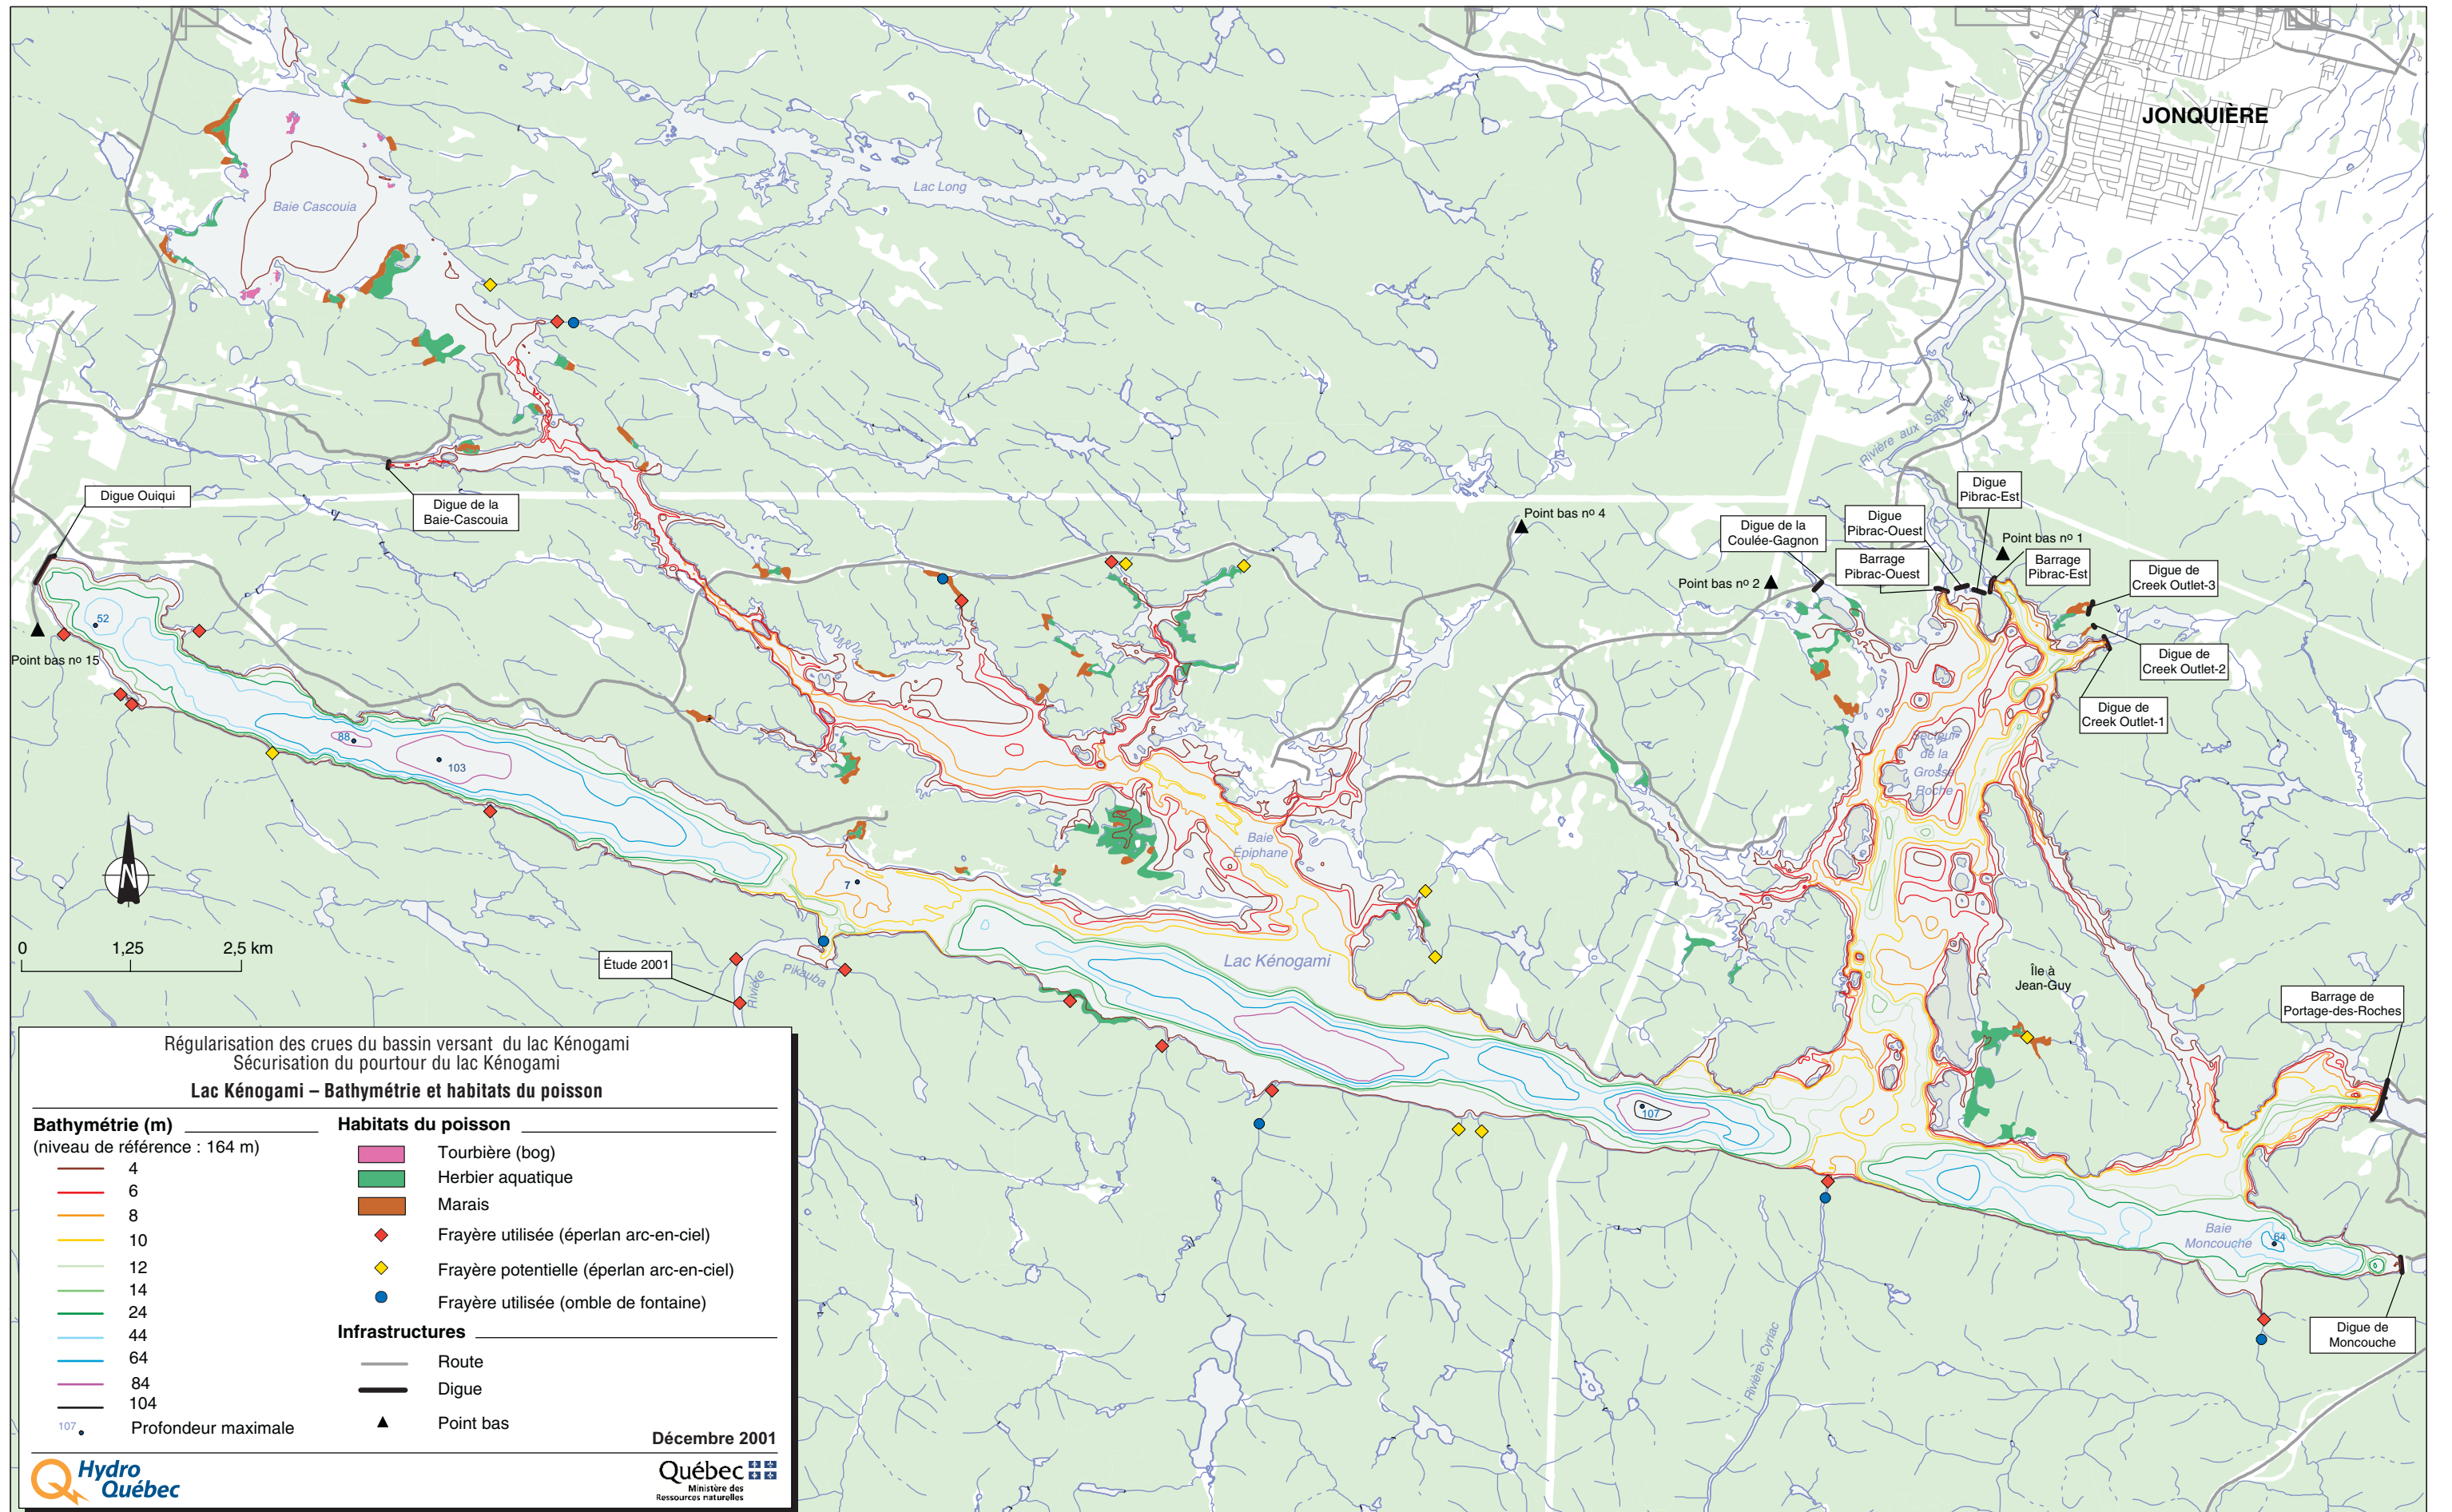 JONQUIÈRE
Lac Long
Baie Cascouia
Rivière aux Sables
Digue Ouiqui
Digue de la
Baie-Cascouia
Point bas nº 4
Digue de la
Coulée-Gagnon
Digue
Pibrac-Ouest
Digue
Pibrac-Est
Point bas nº 1
Barrage
Pibrac-Ouest
Barrage
Pibrac-Est
Point bas nº 2
Digue de
Creek Outlet-3
Digue de
Creek Outlet-2
Digue de
Creek Outlet-1
52
Point bas nº 15
88
103
7
Secteur
de la
Grosse
Roche
Baie
Épiphane
N
0 1,25 2,5 km
Étude 2001
Rivière
Pikauba
Lac Kénogami
Île à
Jean-Guy
Barrage de
Portage-des-Roches
107
Baie
Moncouche
64
Digue de
Moncouche
Rivière Cyriac
Régularisation des crues du bassin versant du lac Kénogami
Sécurisation du pourtour du lac Kénogami
Lac Kénogami – Bathymétrie et habitats du poisson
Bathymétrie (m)
(niveau de référence : 164 m)
4
6
8
10
12
14
24
44
64
84
104
107 Profondeur maximale
Habitats du poisson
Tourbière (bog)
Herbier aquatique
Marais
Frayère utilisée (éperlan arc-en-ciel)
Frayère potentielle (éperlan arc-en-ciel)
Frayère utilisée (omble de fontaine)
Infrastructures
Route
Digue
Point bas
Décembre 2001
Hydro
Québec
Québec
Ministère des
Ressources naturelles